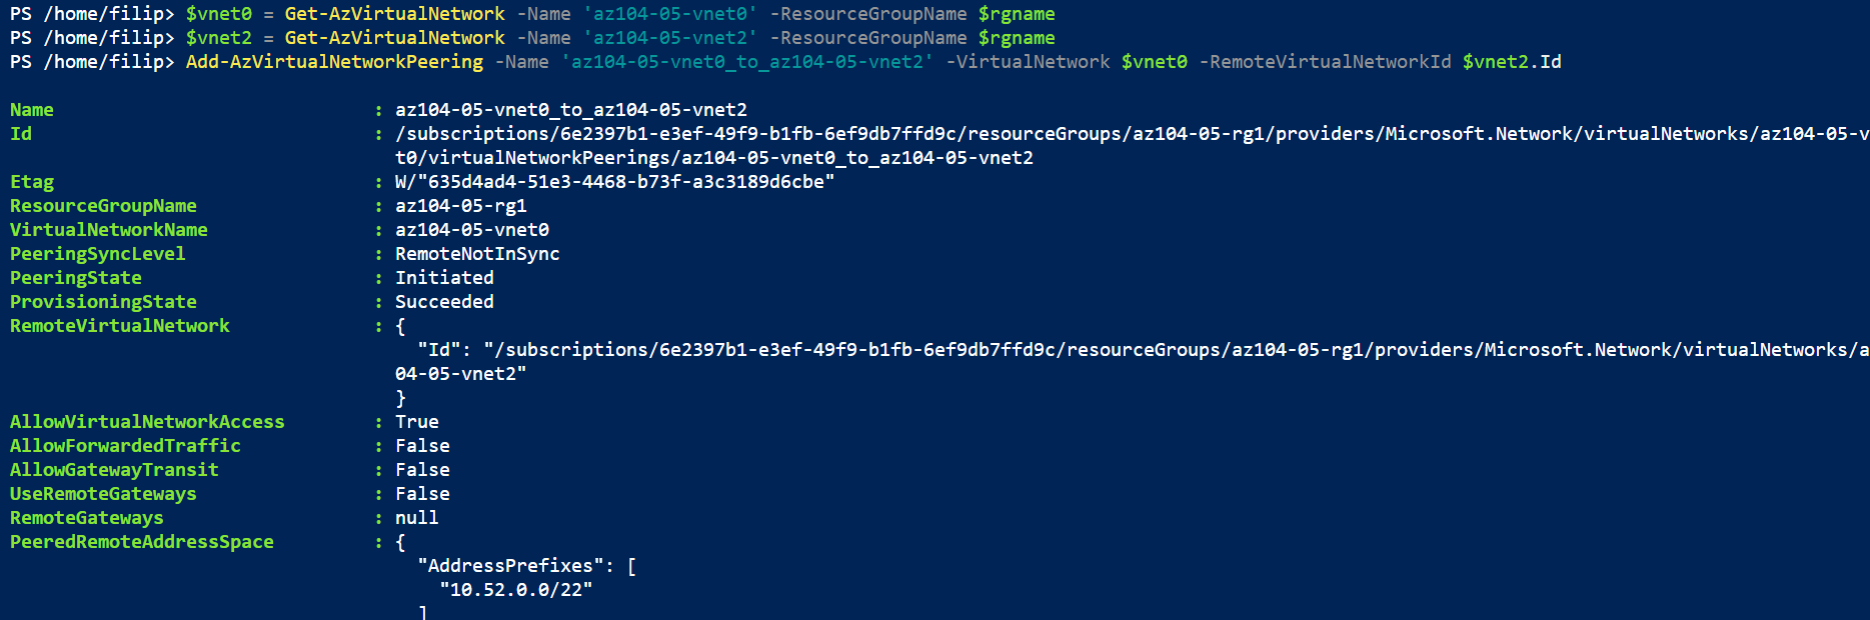 PS /home/filip> $vnet0 = Get-AzVirtualNetwork -Name 'az104-05-vnet0' -ResourceGroupName $rgname
PS /home/filip> $vnet2 = Get-AzVirtualNetwork -Name 'az104-05-vnet2' -ResourceGroupName $rgname
PS /home/filip> Add-AzVirtualNetworkPeering -Name 'az104-05-vnet0_to_az104-05-vnet2' -VirtualNetwork $vnet0 -RemoteVirtualNetworkId $vnet2.Id
Name : az104-05-vnet0_to_az104-05-vnet2
Id : /subscriptions/6e2397b1-e3ef-49f9-b1fb-6ef9db7ffd9c/resourceGroups/az104-05-rg1/providers/Microsoft.Network/virtualNetworks/az104-05-v
t0/virtualNetworkPeerings/az104-05-vnet0_to_az104-05-vnet2
Etag : W/"635d4ad4-51e3-4468-b73f-a3c3189d6cbe"
ResourceGroupName : az104-05-rg1
VirtualNetworkName : az104-05-vnet0
PeeringSyncLevel : RemoteNotInSync
PeeringState : Initiated
ProvisioningState : Succeeded
RemoteVirtualNetwork : {
"Id": "/subscriptions/6e2397b1-e3ef-49f9-b1fb-6ef9db7ffd9c/resourceGroups/az104-05-rg1/providers/Microsoft.Network/virtualNetworks/a
04-05-vnet2"
}
AllowVirtualNetworkAccess : True
AllowForwardedTraffic : False
AllowGatewayTransit : False
UseRemoteGateways : False
RemoteGateways : null
PeeredRemoteAddressSpace : {
"AddressPrefixes": [
"10.52.0.0/22"
]